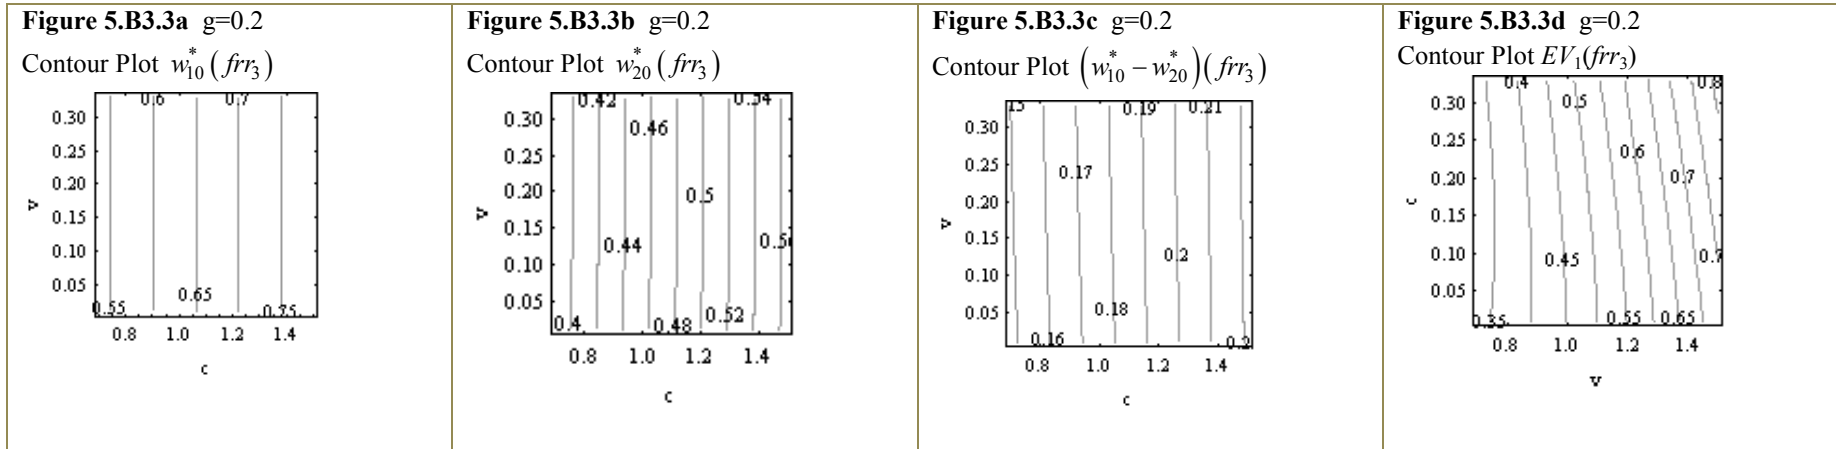 Figure 5.B3.3a g=0.2
Contour Plot w*10 (frr3)
0.6 0.7
0.30
0.25
0.20
0.15
0.10
0.05
v
0.65
0.55 0.75
0.8 1.0 1.2 1.4
c
Figure 5.B3.3b g=0.2
Contour Plot w*20 (frr3)
0.42 0.54
0.30
0.46
0.25
0.20
0.5
v
0.15
0.44
0.10
0.05
0.52
0.4 0.48
0.8 1.0 1.2 1.4
c
Figure 5.B3.3c g=0.2
Contour Plot (w*10 − w*20)(frr3)
15 0.19 0.21
0.30
0.25
0.17
0.20
v
0.15
0.2
0.10
0.05
0.18
0.16 0.2
0.8 1.0 1.2 1.4
c
Figure 5.B3.3d g=0.2
Contour Plot EV1(frr3)
0.4 0.8
0.30
0.5
0.25
0.6
0.20
0.7
c
0.15
0.10
0.45 0.7
0.05
0.35 0.55 0.65
0.8 1.0 1.2 1.4
v